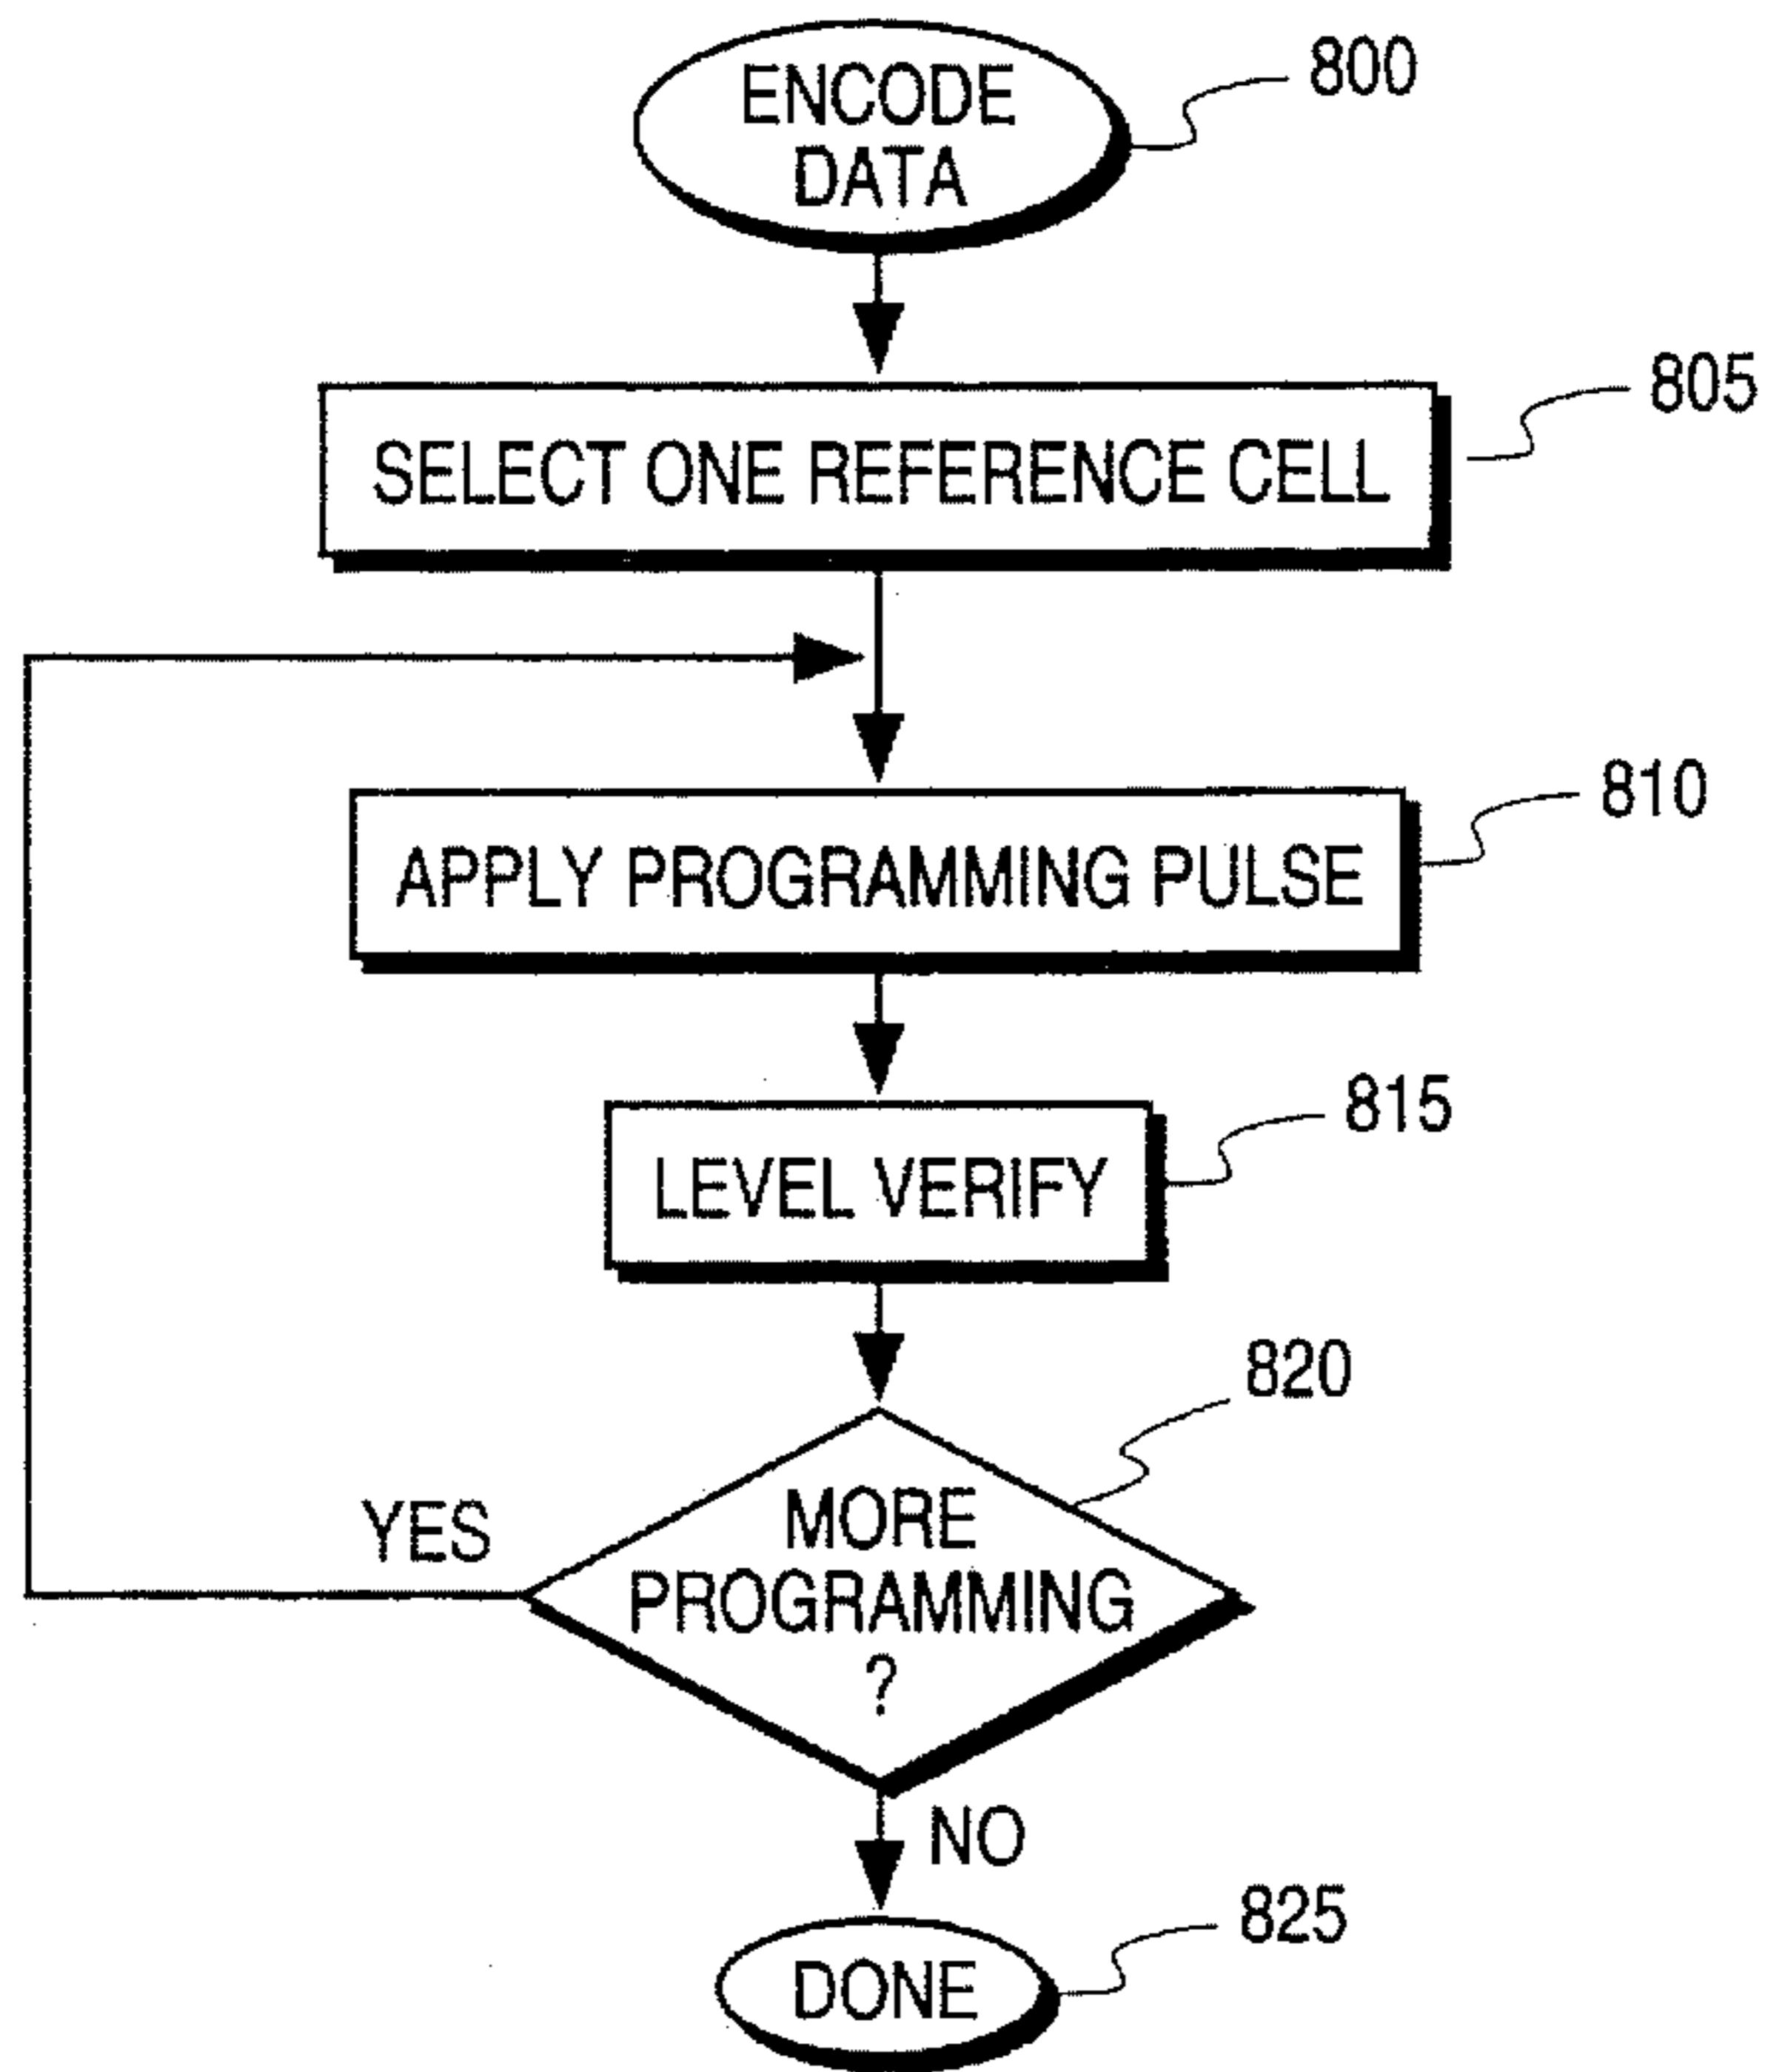 ENCODE
DATA
800
SELECT ONE REFERENCE CELL
805
APPLY PROGRAMMING PULSE
810
LEVEL VERIFY
815
820
MORE
PROGRAMMING
?
YES
NO
DONE
825